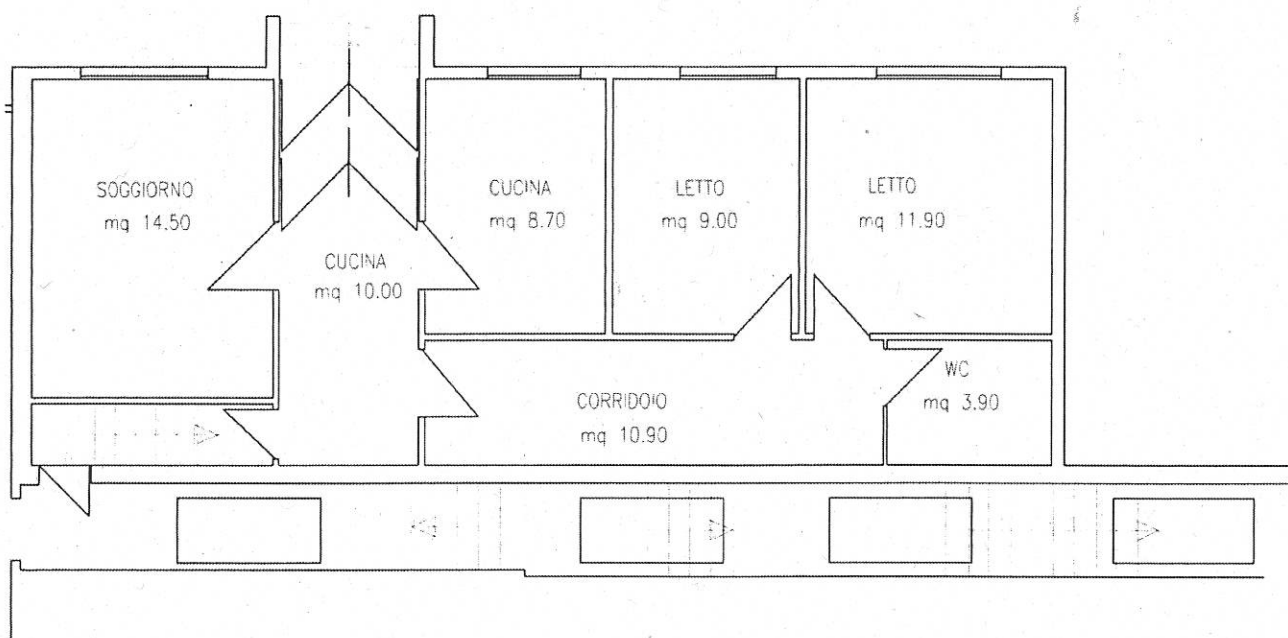 SOGGIORNO
mq 14.50
CUCINA
mq 10.00
CUCINA
mq 8.70
LETTO
mq 9.00
LETTO
mq 11.90
CORRIDOIO
mq 10.90
WC
mq 3.90